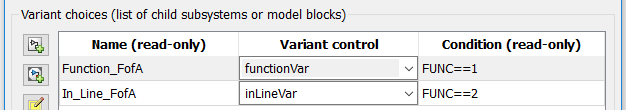 Variant choices (list of child subsystems or model blocks)
Name (read-only) Variant control Condition (read-only)
Function_FofA functionVar FUNC==1
In_Line_FofA inLineVar FUNC==2